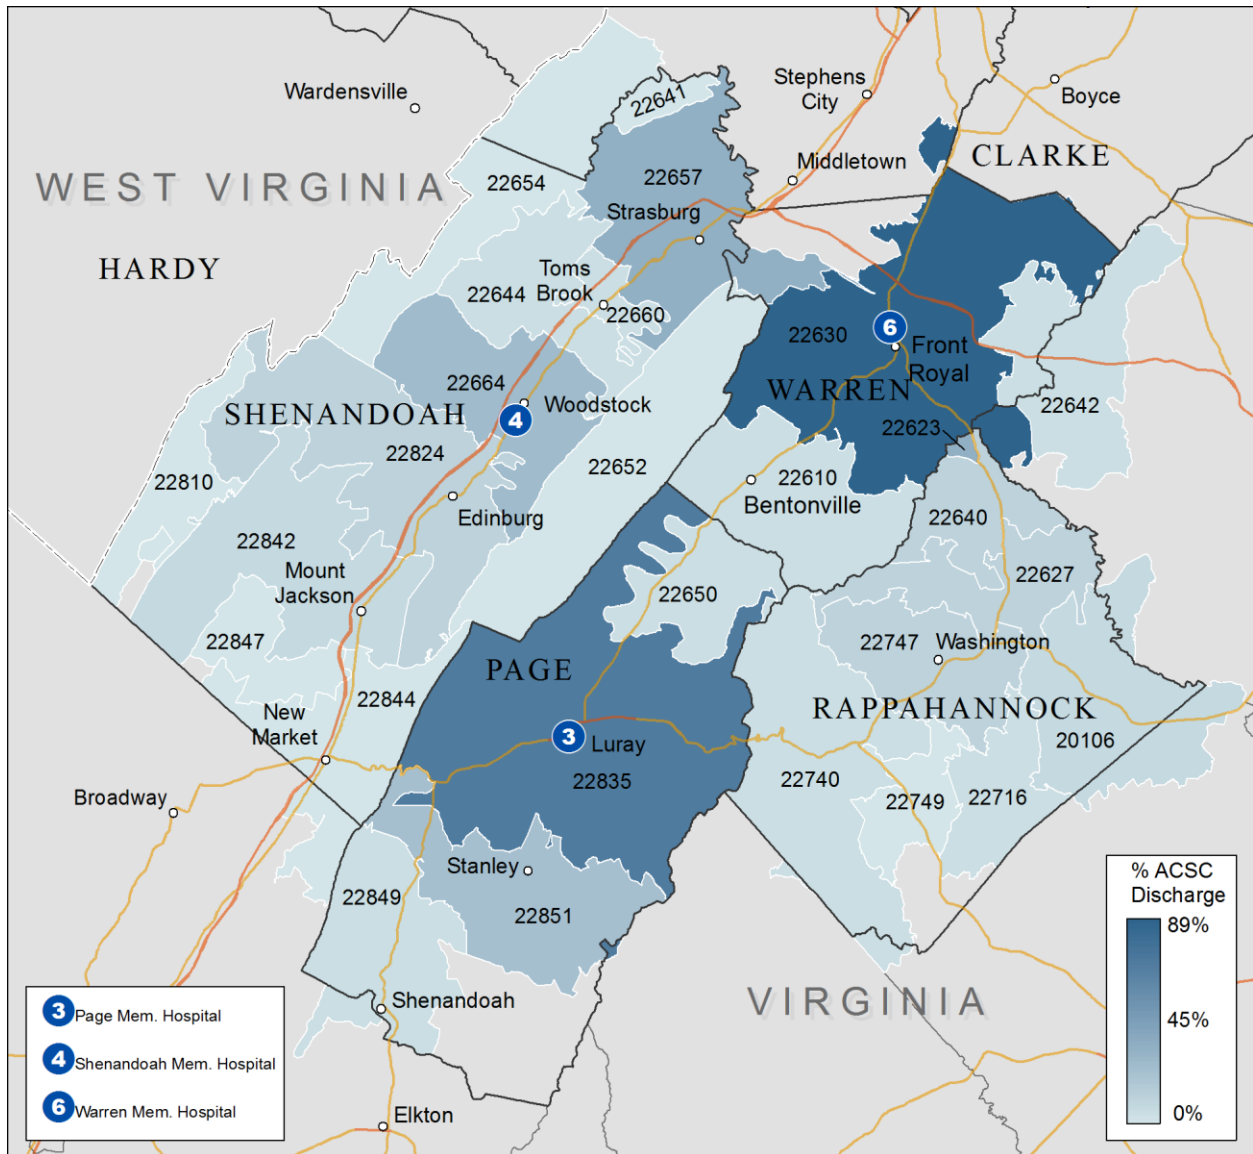 Wardensville
Stephens
City
Boyce
22641
CLARKE
Middletown
WEST VIRGINIA
22654
22657
Strasburg
HARDY
Toms
Brook
22644
22660
6
22630
Front
Royal
22664
WARREN
SHENANDOAH
Woodstock
4
22642
22623
22824
22652
22810
22610
Bentonville
Edinburg
22640
22842
Mount
Jackson
22627
22650
22847
22747
Washington
PAGE
22844
RAPPAHANNOCK
New
Market
3
Luray
20106
22835
22740
Broadway
22749
22716
Stanley
22849
22851
% ACSC
Discharge
89%
45%
0%
Shenandoah
VIRGINIA
3 Page Mem. Hospital
4 Shenandoah Mem. Hospital
6 Warren Mem. Hospital
Elkton